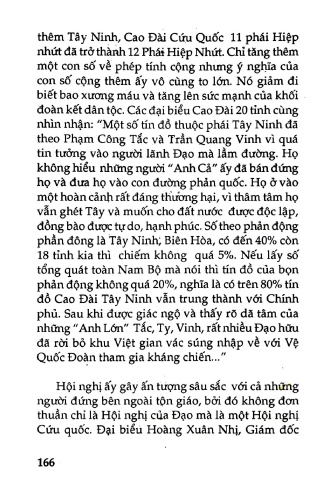 thêm Tây Ninh, Cao Đài Cứu Quốc 11 phái Hiệp
nhứt đã trở thành 12 Phái Hiệp Nhứt. Chỉ tăng thêm
một con số về phép tính cộng nhưng ý nghĩa của
con số cộng thêm ấy vô cùng to lớn. Nó giảm đi
biết bao xương máu và tăng lên sức mạnh của khối
đoàn kết dân tộc. Các đại biểu Cao Đài 20 tỉnh cùng
nhìn nhận: "Một số tín đồ thuộc phái Tây Ninh đã
theo Phạm Công Tắc và Trần Quang Vinh vì quá
tin tưởng vào người lãnh Đạo mà lầm đường. Họ
không hiểu những người "Anh Cả" ấy đã bán đứng
họ và đưa họ vào con đường phản quốc. Họ ở vào
một hoàn cảnh rất đáng thương hại, vì thâm tâm họ
vẫn ghét Tây và muốn cho đất nước được độc lập,
đồng bào được tự do, hạnh phúc. Số theo phản động
phần đông là Tây Ninh, Biên Hòa, có đến 40% còn
18 tỉnh kia thì chiếm không quá 5%. Nếu lấy số
tổng quát toàn Nam Bộ mà nói thì tín đồ của bọn
phản động không quá 20%, nghĩa là có trên 80% tín
đồ Cao Đài Tây Ninh vẫn trung thành với Chính
phủ. Sau khi được giác ngộ và thấy rõ dã tâm của
những "Anh Lớn" Tắc, Ty, Vinh, rất nhiều Đạo hữu
đã rời bỏ khu Việt gian vác súng nhập về với Vệ
Quốc Đoàn tham gia kháng chiến..."
Hội nghị ấy gây ấn tượng sâu sắc với cả những
người đứng bên ngoài tôn giáo, bởi đó không đơn
thuần chỉ là Hội nghị của Đạo mà là một Hội nghị
Cứu quốc. Đại biểu Hoàng Xuân Nhị, Giám đốc
166